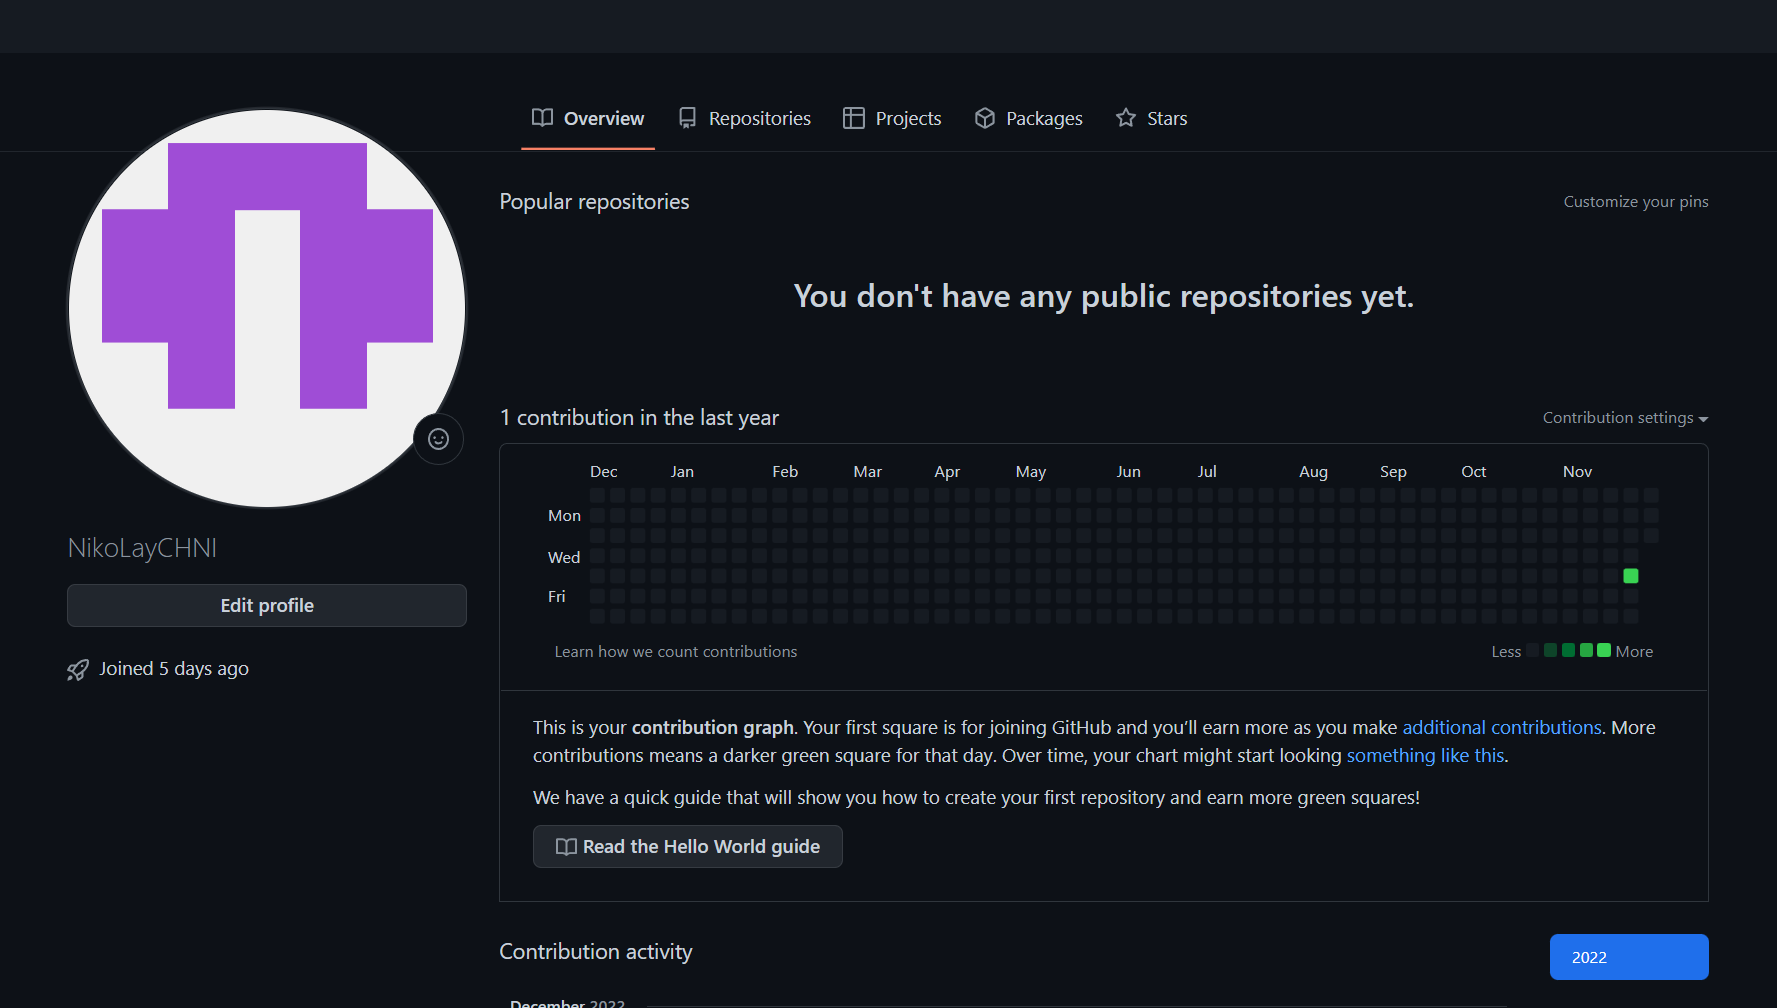 Overview
Repositories
Projects
Packages
Stars
Popular repositories
Customize your pins
You don't have any public repositories yet.
1 contribution in the last year
Contribution settings
Dec Jan Feb Mar Apr May Jun Jul Aug Sep Oct Nov
Mon
Wed
Fri
Learn how we count contributions
Less More
This is your contribution graph. Your first square is for joining GitHub and you’ll earn more as you make additional contributions. More
contributions means a darker green square for that day. Over time, your chart might start looking something like this.
We have a quick guide that will show you how to create your first repository and earn more green squares!
Read the Hello World guide
NikoLayCHNI
Edit profile
Joined 5 days ago
Contribution activity
2022
December 2022